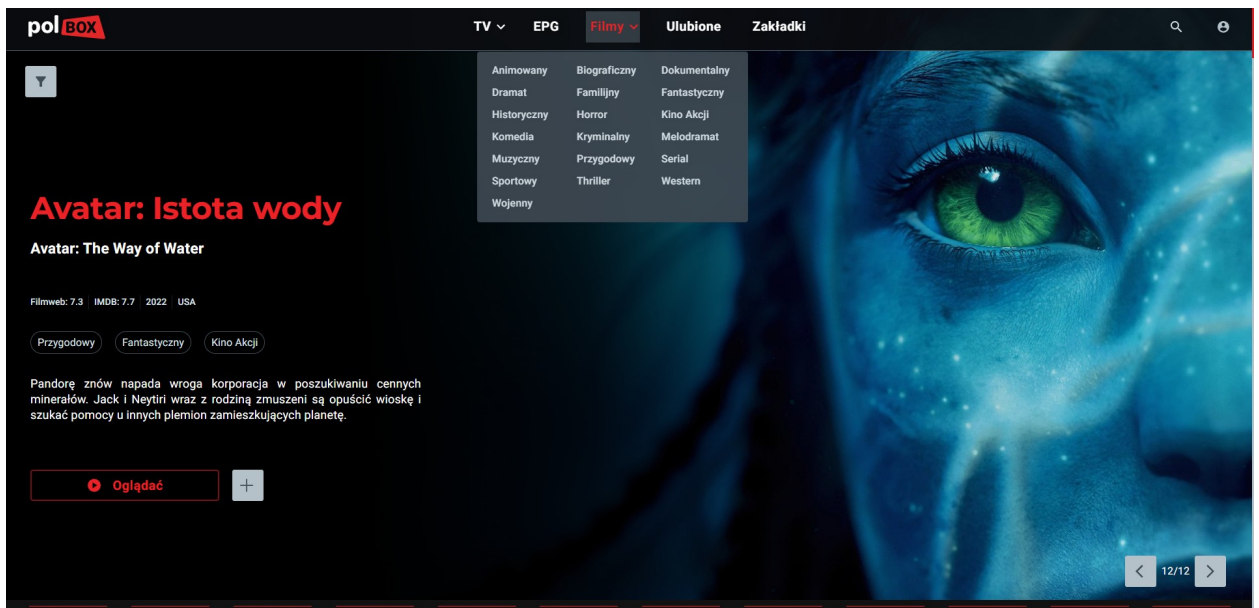 pol BOX
TV EPG Filmy Ulubione Zakładki
Animowany Biograficzny Dokumentalny
Dramat Familijny Fantastyczny
Historyczny Horror Kino Akcji
Komedia Kryminalny Melodramat
Muzyczny Przygodowy Serial
Sportowy Thriller Western
Wojenny
Avatar: Istota wody
Avatar: The Way of Water
Filmweb: 7.3 IMDB: 7.7 2022 USA
Przygodowy Fantastyczny Kino Akcji
Pandorę znów napada wroga korporacja w poszukiwaniu cennych
minerałów. Jack i Neytiri wraz z rodziną zmuszeni są opuścić wioskę i
szukać pomocy u innych plemion zamieszkujących planetę.
Oglądać
12/12